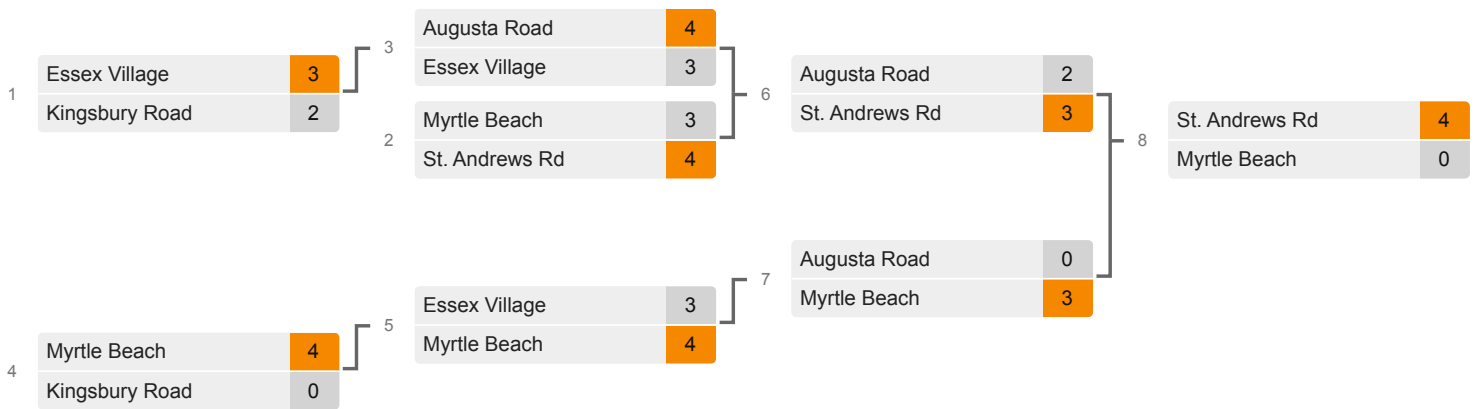 1
Essex Village 3
Kingsbury Road 2
3
Augusta Road 4
Essex Village 3
2
Myrtle Beach 3
St. Andrews Rd 4
6
Augusta Road 2
St. Andrews Rd 3
8
St. Andrews Rd 4
Myrtle Beach 0
4
Myrtle Beach 4
Kingsbury Road 0
5
Essex Village 3
Myrtle Beach 4
7
Augusta Road 0
Myrtle Beach 3